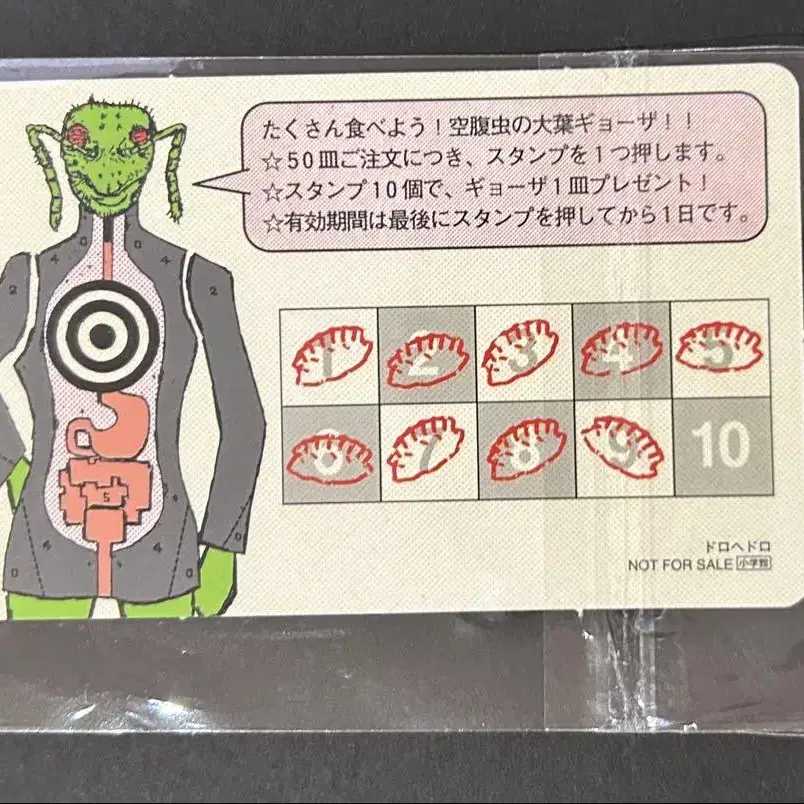 たくさん食べよう！空腹虫の大葉ギョーザ！！
☆50皿ご注文につき、スタンプを1つ押します。
☆スタンプ10個で、ギョーザ1皿プレゼント！
☆有効期間は最後にスタンプを押してから1日です。
1 2 3 4 5
6 7 8 9 10
ドロヘドロ
NOT FOR SALE 小学館